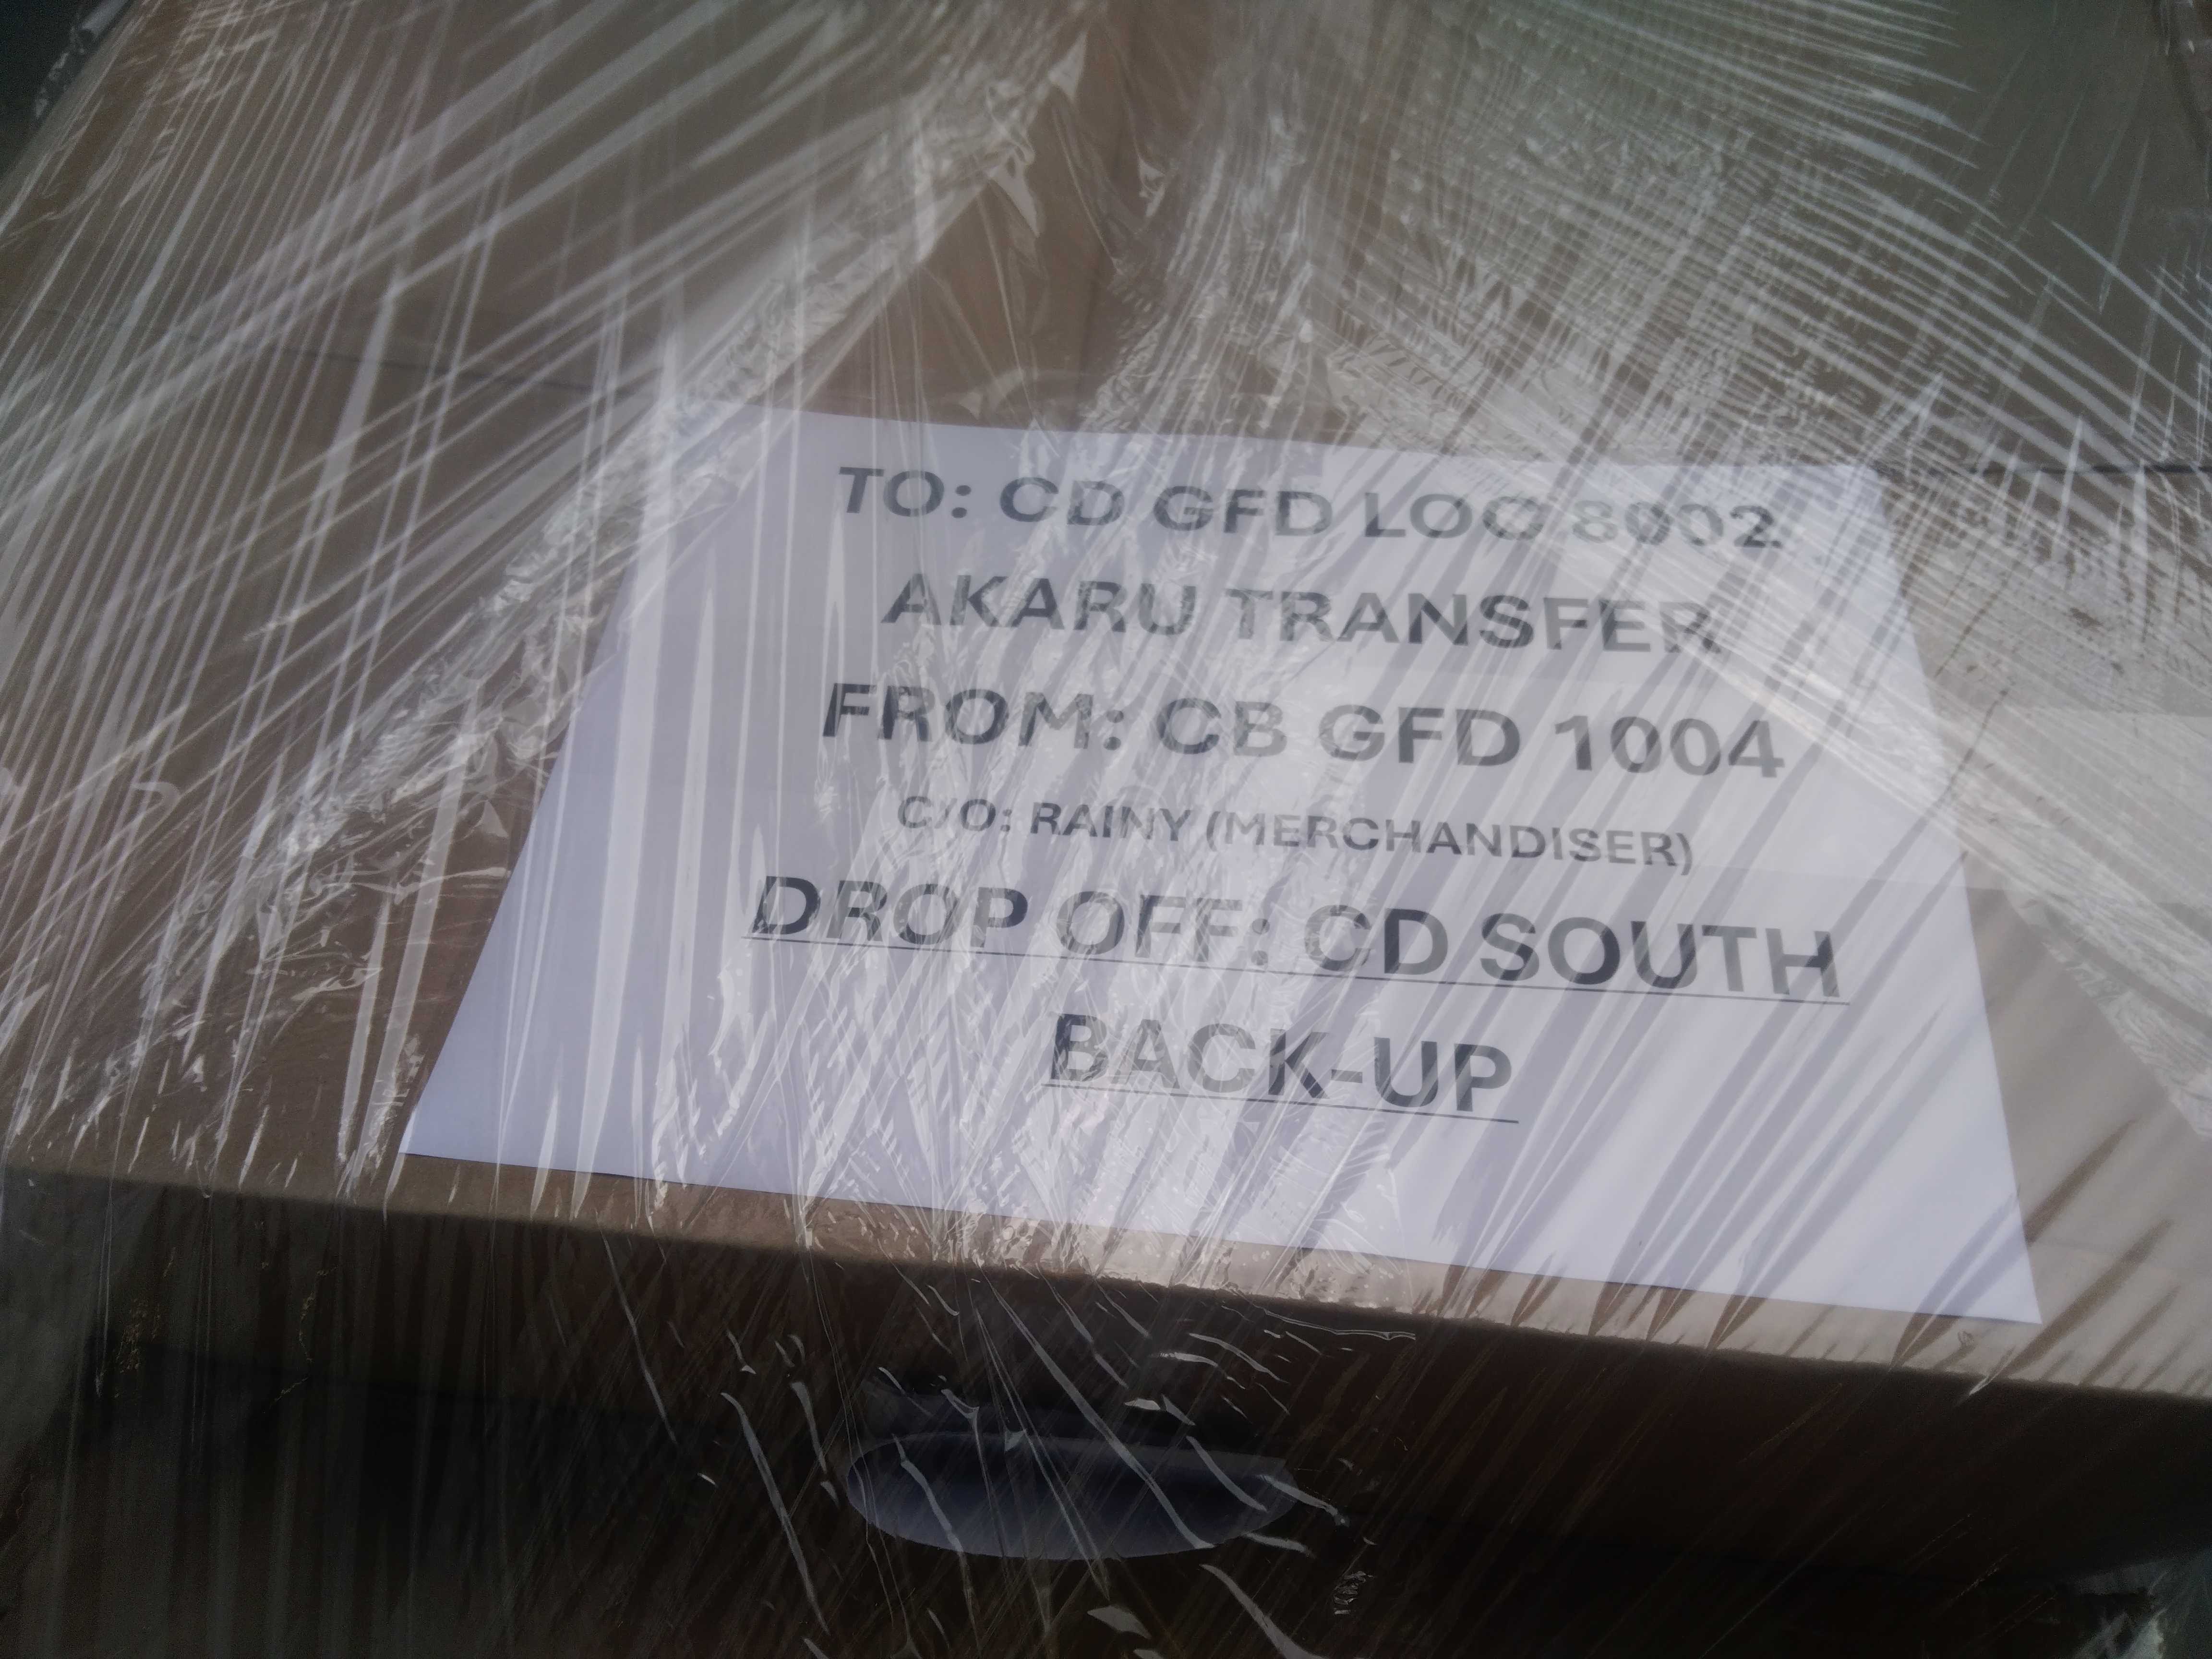 TO: CD GFD LOC 8002
AKARU TRANSFER
FROM: CB GFD 1004
C/O: RAINY (MERCHANDISER)
DROP OFF: CD SOUTH
BACK-UP